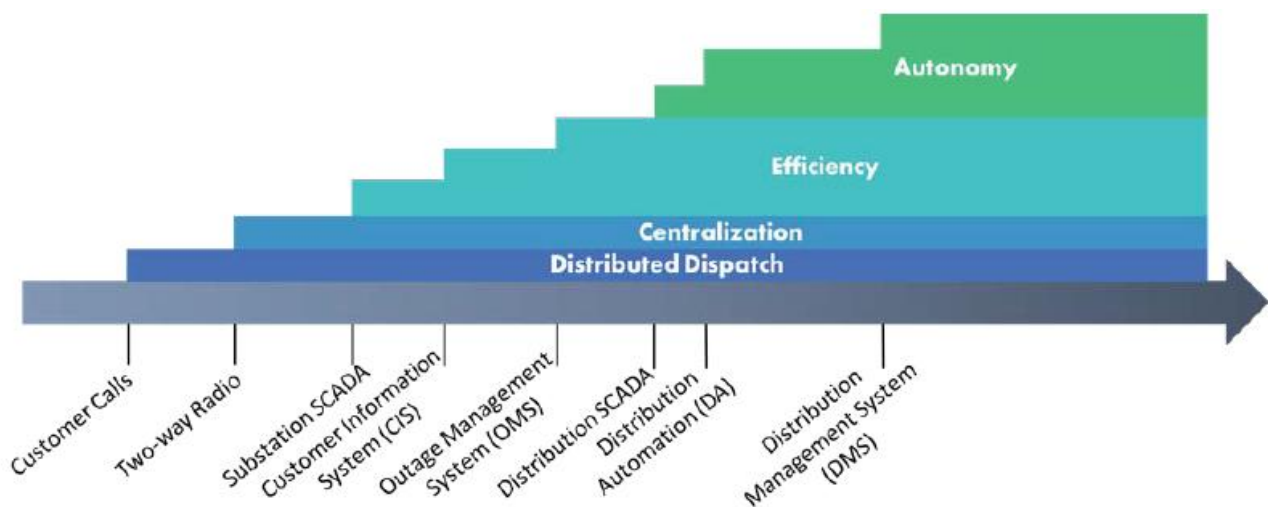 Autonomy
Efficiency
Centralization
Distributed Dispatch
Customer Calls
Two-way Radio
Substation SCADA
Customer Information
System (CIS)
Outage Management
System (OMS)
Distribution SCADA
Distribution
Automation (DA)
Distribution
Management System
(DMS)